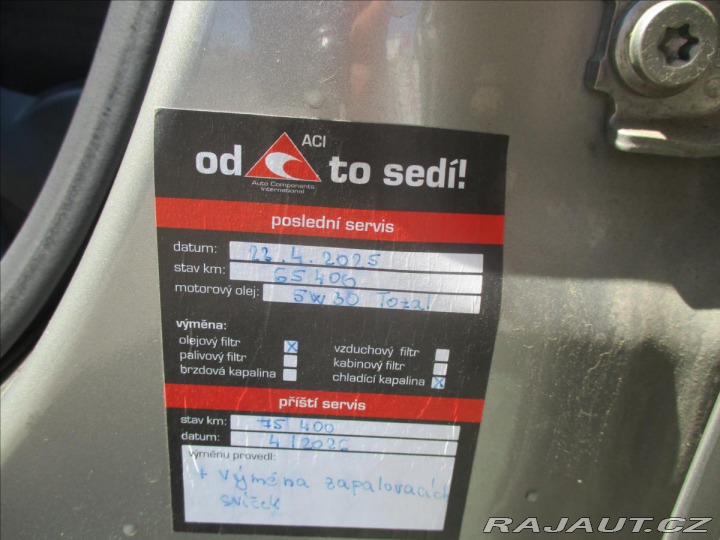 ACI
od to sedí!
Auto Components
International
poslední servis
datum: 23.4.2025
stav km: 65 406
motorový olej: 5W30 Total
výměna:
olejový filtr x vzduchový filtr
palivový filtr kabinový filtr
brzdová kapalina chladící kapalina x
příští servis
stav km: 75 400
datum: 4/2026
výměnu provedl:
+ výměna zapalovacích
svíček
RAJAUT.CZ